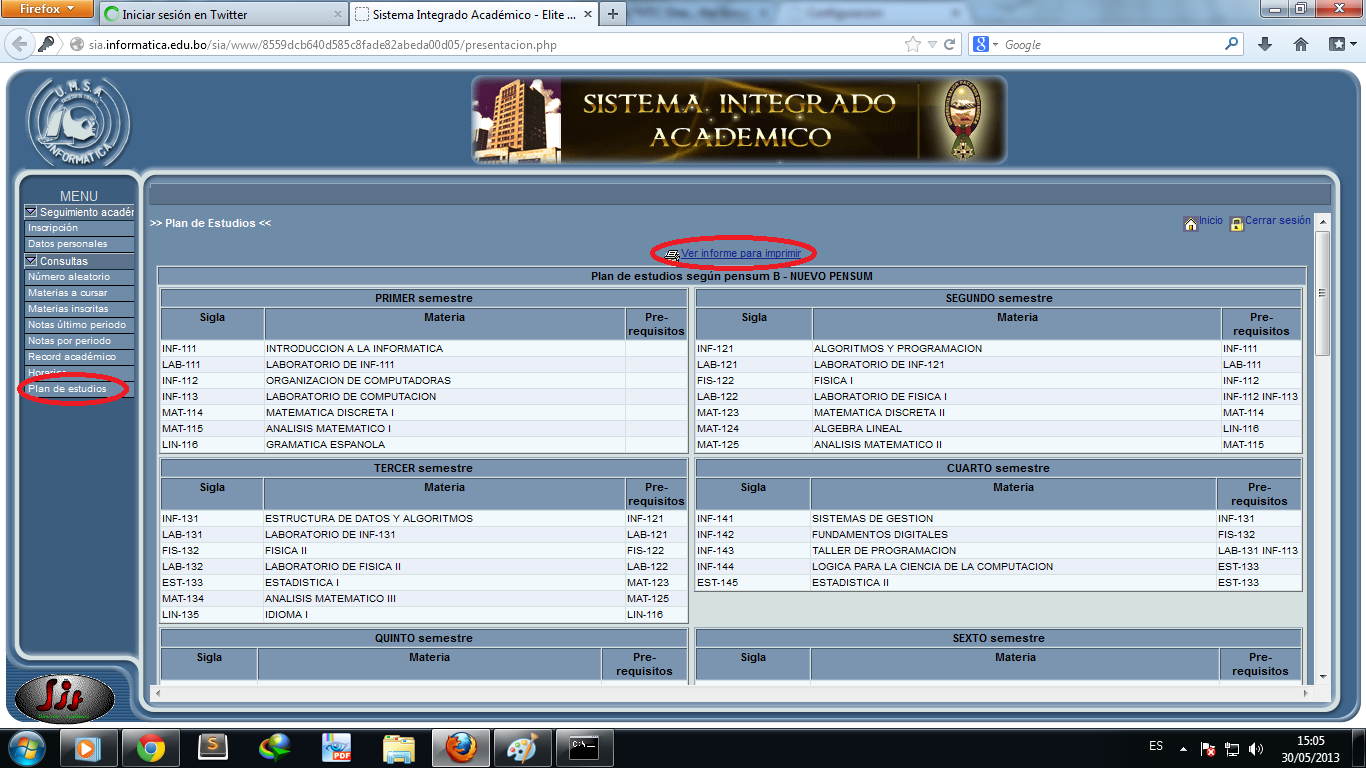 Firefox
Iniciar sesión en Twitter
Sistema Integrado Académico - Elite ...
Configuracion
sia.informatica.edu.bo/sia/www/8559dcb640d585c8fade82abeda00d05/presentacion.php
Google
U.M.S.A.
INFORMATICA
SISTEMA INTEGRADO
ACADEMICO
MENU
Seguimiento acadér
Inscripción
Datos personales
Consultas
Número aleatorio
Materias a cursar
Materias inscritas
Notas último periodo
Notas por periodo
Record académico
Horarios
Plan de estudios
>> Plan de Estudios <<
Inicio Cerrar sesión
Ver informe para imprimir
Plan de estudios según pensum B - NUEVO PENSUM
PRIMER semestre
Sigla Materia Pre-requisitos
INF-111 INTRODUCCION A LA INFORMATICA
LAB-111 LABORATORIO DE INF-111
INF-112 ORGANIZACION DE COMPUTADORAS
INF-113 LABORATORIO DE COMPUTACION
MAT-114 MATEMATICA DISCRETA I
MAT-115 ANALISIS MATEMATICO I
LIN-116 GRAMATICA ESPANOLA
SEGUNDO semestre
Sigla Materia Pre-requisitos
INF-121 ALGORITMOS Y PROGRAMACION INF-111
LAB-121 LABORATORIO DE INF-121 LAB-111
FIS-122 FISICA I INF-112
LAB-122 LABORATORIO DE FISICA I INF-112 INF-113
MAT-123 MATEMATICA DISCRETA II MAT-114
MAT-124 ALGEBRA LINEAL LIN-116
MAT-125 ANALISIS MATEMATICO II MAT-115
TERCER semestre
Sigla Materia Pre-requisitos
INF-131 ESTRUCTURA DE DATOS Y ALGORITMOS INF-121
LAB-131 LABORATORIO DE INF-131 LAB-121
FIS-132 FISICA II FIS-122
LAB-132 LABORATORIO DE FISICA II LAB-122
EST-133 ESTADISTICA I MAT-123
MAT-134 ANALISIS MATEMATICO III MAT-125
LIN-135 IDIOMA I LIN-116
CUARTO semestre
Sigla Materia Pre-requisitos
INF-141 SISTEMAS DE GESTION INF-131
INF-142 FUNDAMENTOS DIGITALES FIS-132
INF-143 TALLER DE PROGRAMACION LAB-131 INF-113
INF-144 LOGICA PARA LA CIENCIA DE LA COMPUTACION EST-133
EST-145 ESTADISTICA II EST-133
QUINTO semestre
Sigla Materia Pre-requisitos
SEXTO semestre
Sigla Materia Pre-requisitos
PDF
ES
15:05
30/05/2013